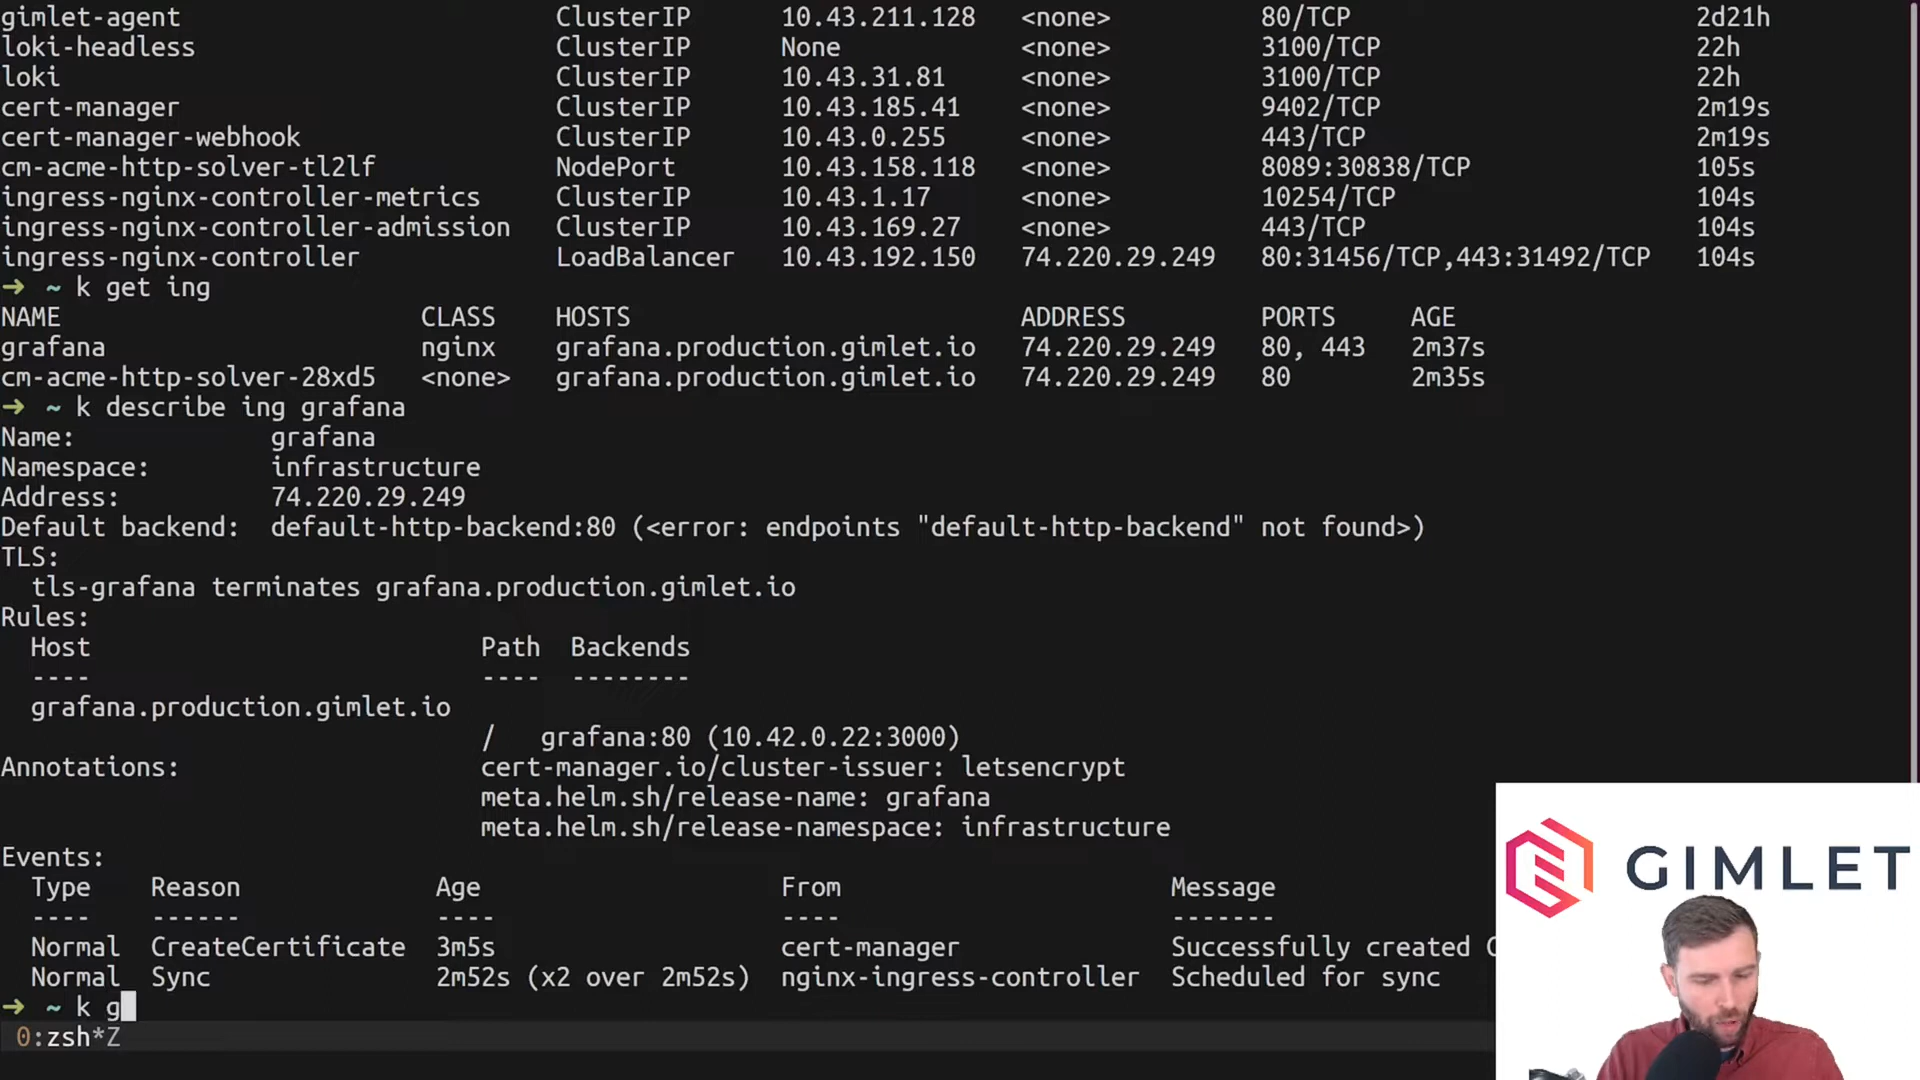 gimlet-agent ClusterIP 10.43.211.128 <none> 80/TCP 2d21h
loki-headless ClusterIP None <none> 3100/TCP 22h
loki ClusterIP 10.43.31.81 <none> 3100/TCP 22h
cert-manager ClusterIP 10.43.185.41 <none> 9402/TCP 2m19s
cert-manager-webhook ClusterIP 10.43.0.255 <none> 443/TCP 2m19s
cm-acme-http-solver-tl2lf NodePort 10.43.158.118 <none> 8089:30838/TCP 105s
ingress-nginx-controller-metrics ClusterIP 10.43.1.17 <none> 10254/TCP 104s
ingress-nginx-controller-admission ClusterIP 10.43.169.27 <none> 443/TCP 104s
ingress-nginx-controller LoadBalancer 10.43.192.150 74.220.29.249 80:31456/TCP,443:31492/TCP 104s
➜ ~ k get ing
NAME CLASS HOSTS ADDRESS PORTS AGE
grafana nginx grafana.production.gimlet.io 74.220.29.249 80, 443 2m37s
cm-acme-http-solver-28xd5 <none> grafana.production.gimlet.io 74.220.29.249 80 2m35s
➜ ~ k describe ing grafana
Name: grafana
Namespace: infrastructure
Address: 74.220.29.249
Default backend: default-http-backend:80 (<error: endpoints "default-http-backend" not found>)
TLS:
tls-grafana terminates grafana.production.gimlet.io
Rules:
Host Path Backends
---- ---- --------
grafana.production.gimlet.io
/ grafana:80 (10.42.0.22:3000)
Annotations: cert-manager.io/cluster-issuer: letsencrypt
meta.helm.sh/release-name: grafana
meta.helm.sh/release-namespace: infrastructure
Events:
Type Reason Age From Message
---- ------ ---- ---- -------
Normal CreateCertificate 3m5s cert-manager Successfully created C
Normal Sync 2m52s (x2 over 2m52s) nginx-ingress-controller Scheduled for sync
➜ ~ k g
0:zsh*Z
GIMLET